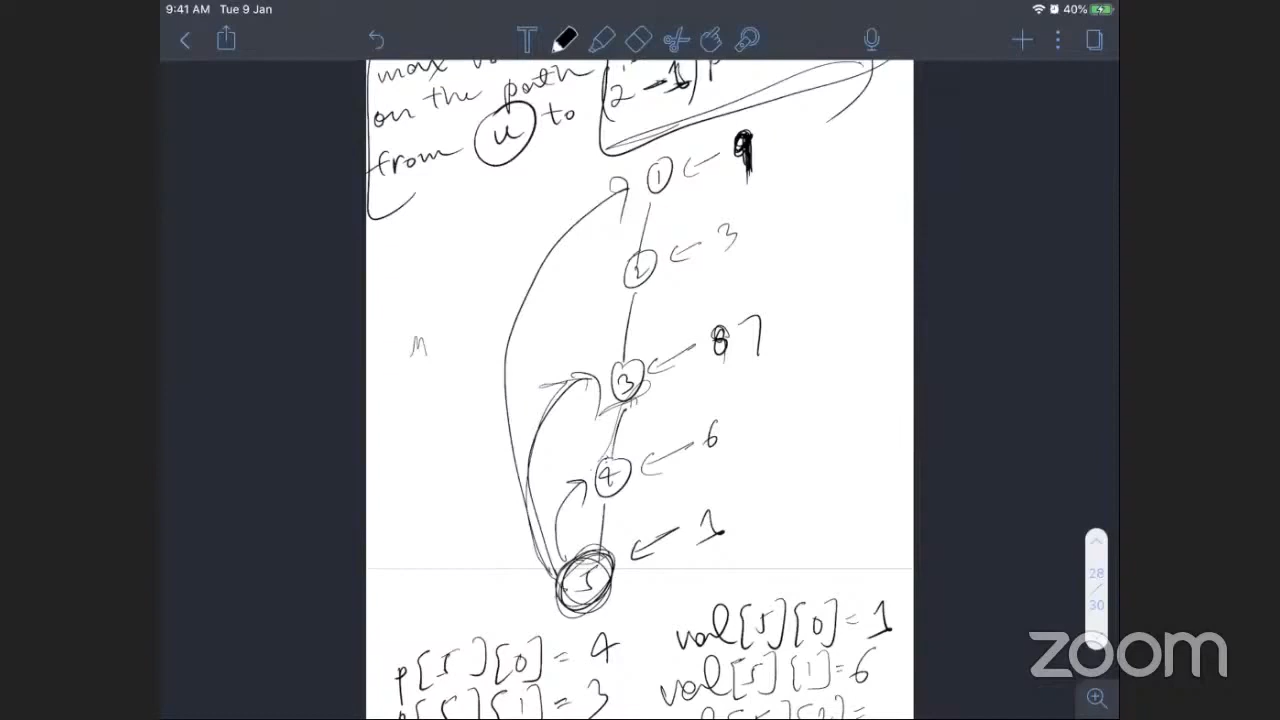 9:41 AM Tue 9 Jan
40%
max
on the path
2 - 1) p
from u to
1 ← 9
2 ← 3
3 ← 8 7
M
4 ← 6
5 ← 1
28
/
30
p[5][0] = 4 val[5][0] = 1
p[5][1] = 3 val[5][1] = 6
zoom